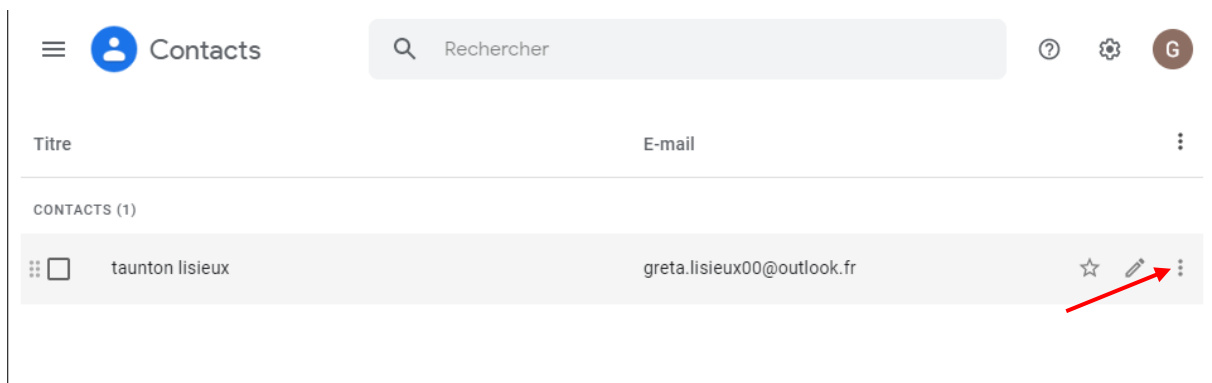 Contacts Rechercher G
Titre E-mail
CONTACTS (1)
taunton lisieux greta.lisieux00@outlook.fr